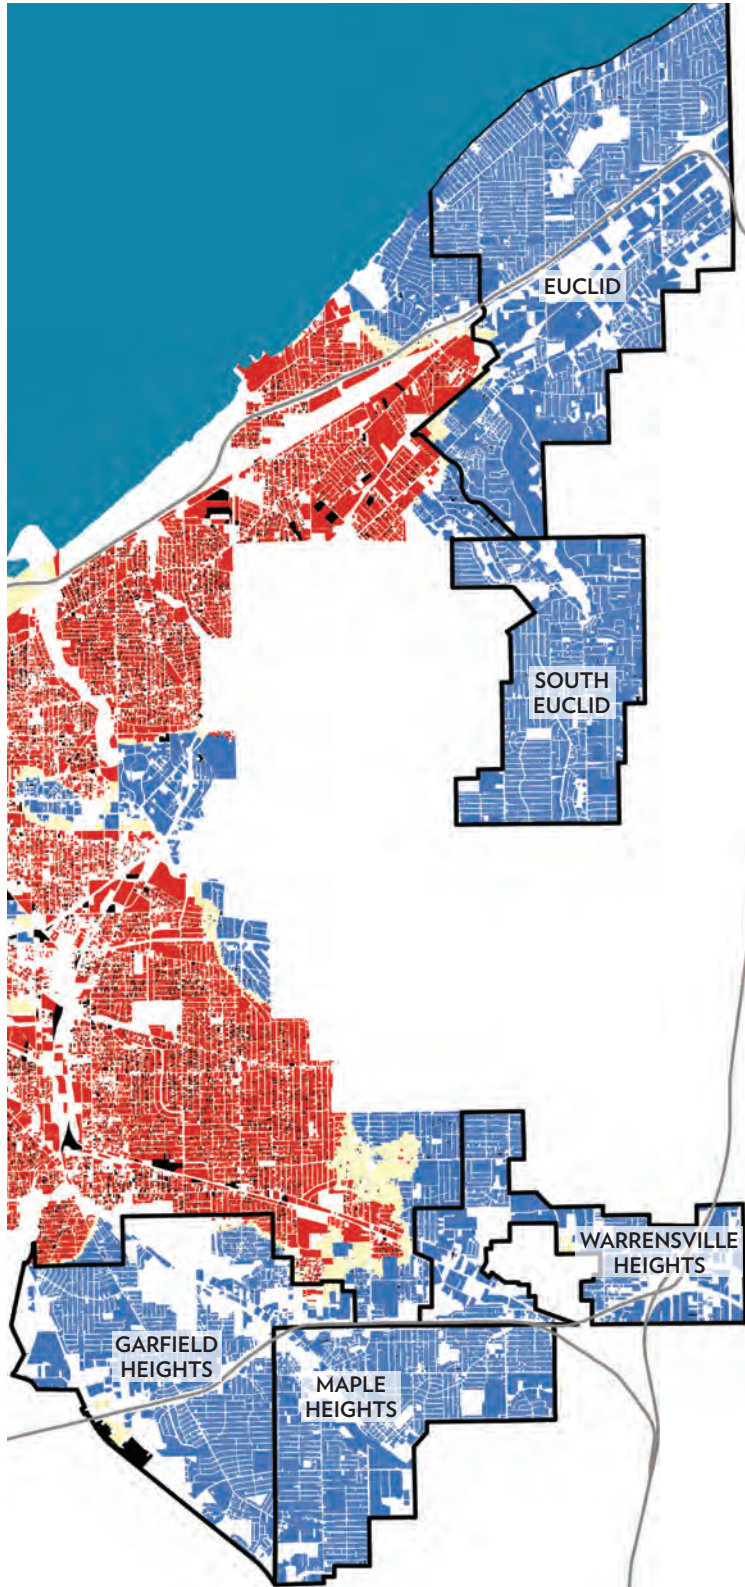 EUCLID
SOUTH
EUCLID
WARRENSVILLE
HEIGHTS
GARFIELD
HEIGHTS
MAPLE
HEIGHTS